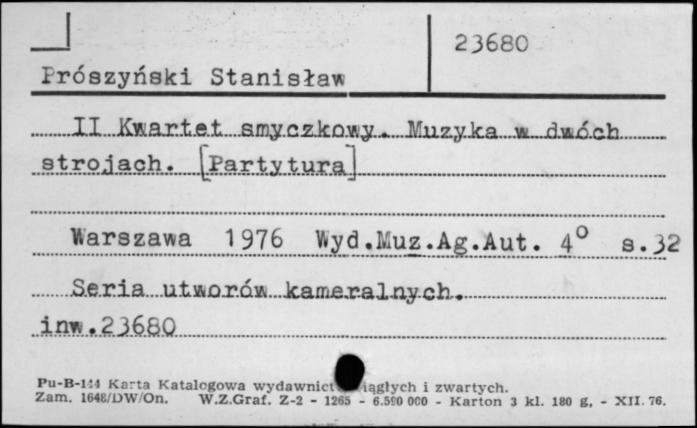 23680
Prószyński Stanisław
II Kwartet smyczkowy. Muzyka w dwóch
strojach. [Partytura]
Warszawa 1976 Wyd.Muz.Ag.Aut. 4° s.32
Seria utworów kameralnych.
inw.23680
Pu-B-144 Karta Katalogowa wydawnict ciągłych i zwartych.
Zam. 1648/DW/On. W.Z.Graf. Z-2 - 1265 - 6.590 000 - Karton 3 kl. 180 g, - XII. 76.